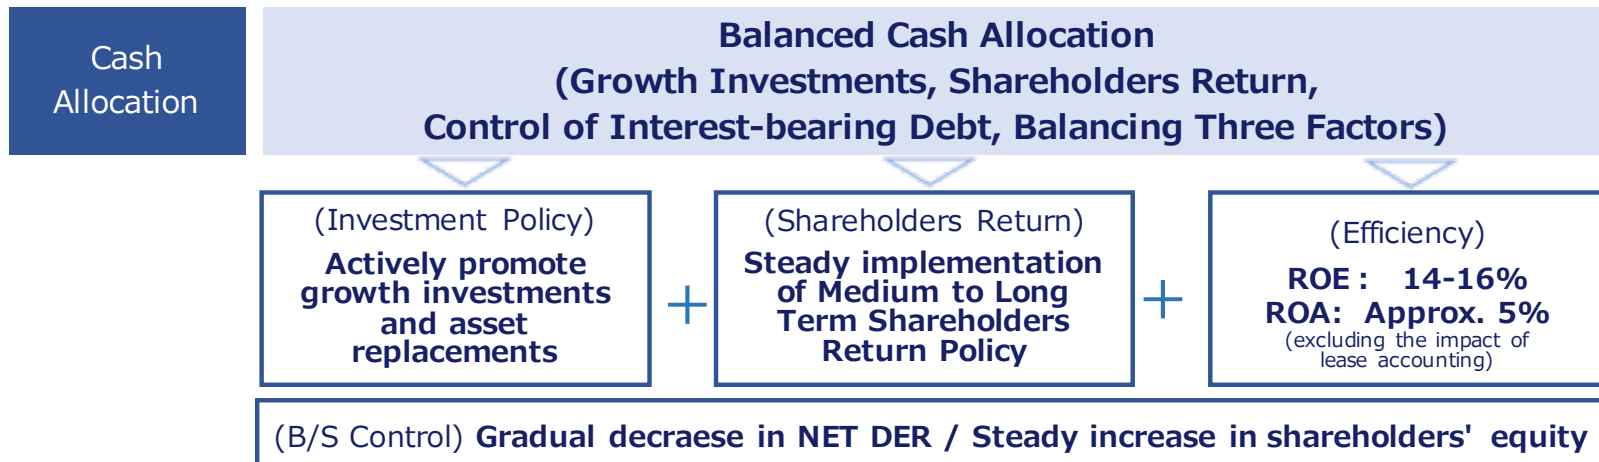 Cash
Allocation
Balanced Cash Allocation
(Growth Investments, Shareholders Return,
Control of Interest-bearing Debt, Balancing Three Factors)
(Investment Policy)
Actively promote
growth investments
and asset
replacements
+
(Shareholders Return)
Steady implementation
of Medium to Long
Term Shareholders
Return Policy
+
(Efficiency)
ROE : 14-16%
ROA: Approx. 5%
(excluding the impact of
lease accounting)
(B/S Control) Gradual decraese in NET DER / Steady increase in shareholders' equity